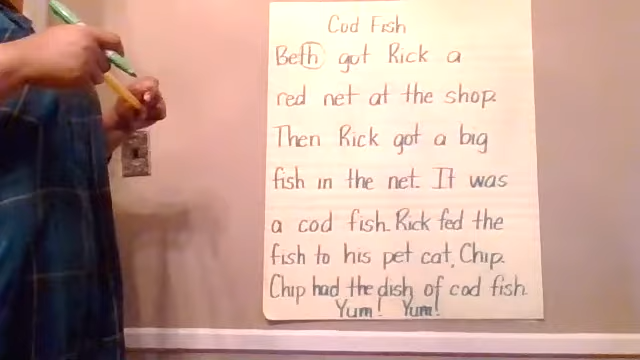 Cod Fish
Beth got Rick a
red net at the shop.
Then Rick got a big
fish in the net. It was
a cod fish. Rick fed the
fish to his pet cat, Chip.
Chip had the dish of cod fish.
Yum! Yum!